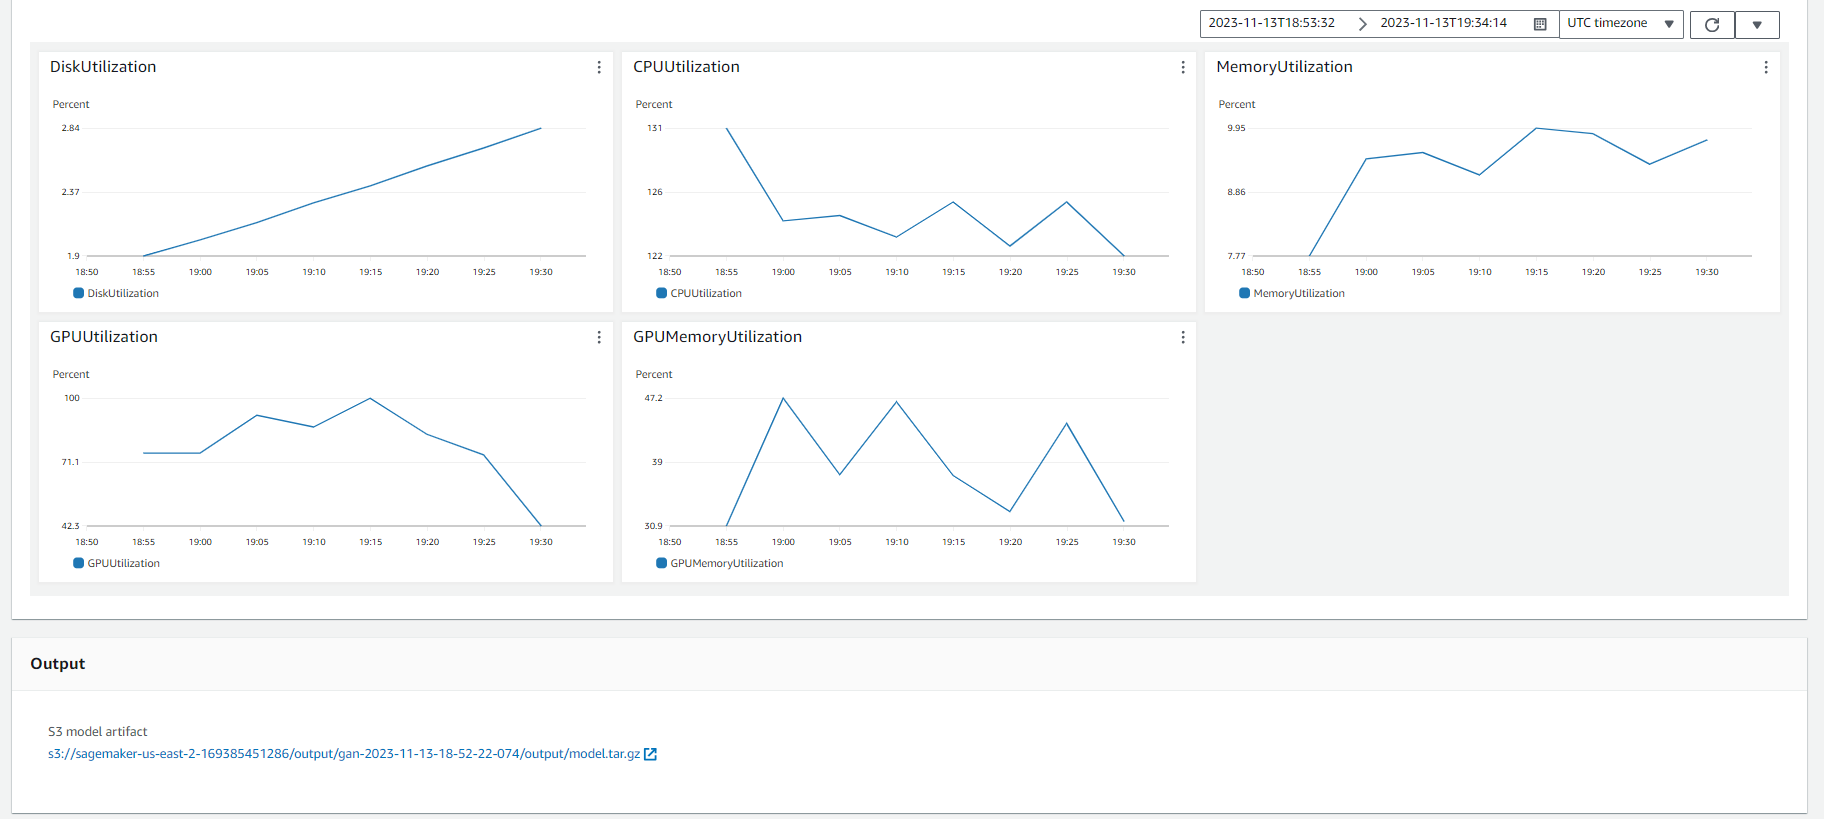 2023-11-13T18:53:32 2023-11-13T19:34:14 UTC timezone
DiskUtilization
Percent
2.84
2.37
1.9
18:50 18:55 19:00 19:05 19:10 19:15 19:20 19:25 19:30
DiskUtilization
CPUUtilization
Percent
131
126
122
18:50 18:55 19:00 19:05 19:10 19:15 19:20 19:25 19:30
CPUUtilization
MemoryUtilization
Percent
9.95
8.86
7.77
18:50 18:55 19:00 19:05 19:10 19:15 19:20 19:25 19:30
MemoryUtilization
GPUUtilization
Percent
100
71.1
42.3
18:50 18:55 19:00 19:05 19:10 19:15 19:20 19:25 19:30
GPUUtilization
GPUMemoryUtilization
Percent
47.2
39
30.9
18:50 18:55 19:00 19:05 19:10 19:15 19:20 19:25 19:30
GPUMemoryUtilization
Output
S3 model artifact
s3://sagemaker-us-east-2-169385451286/output/gan-2023-11-13-18-52-22-074/output/model.tar.gz